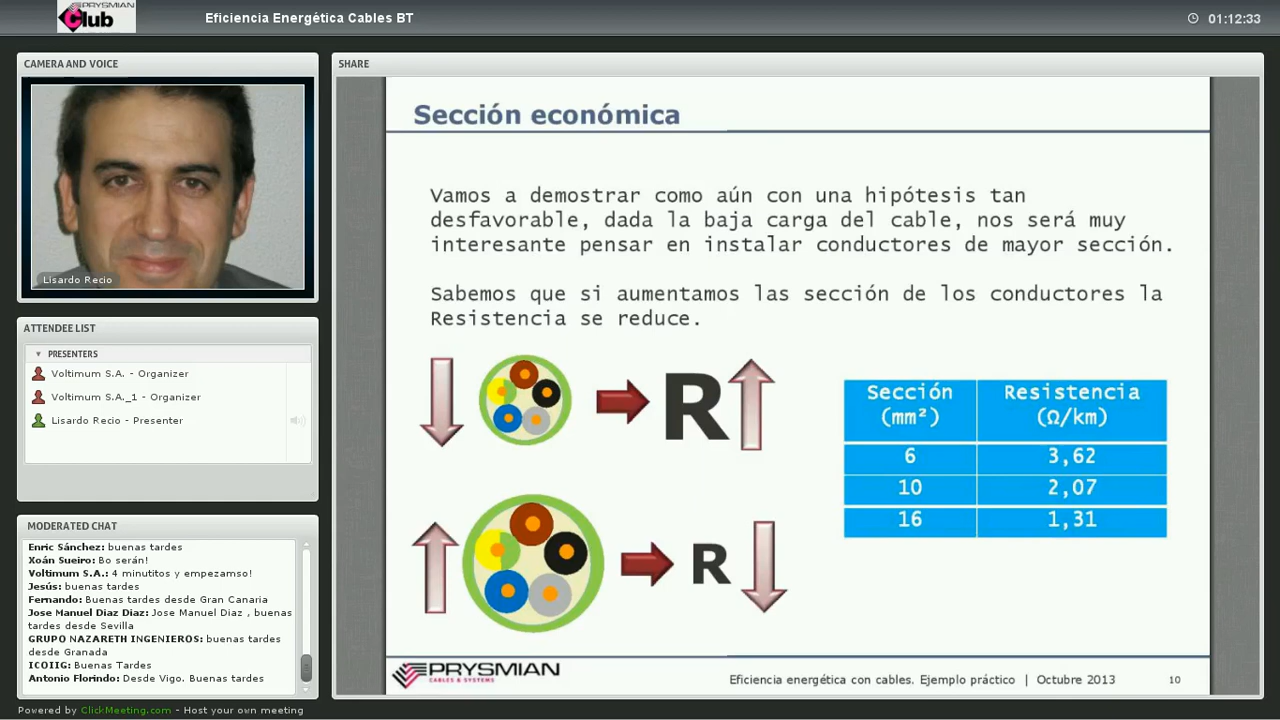 PRYSMIAN
Club
Eficiencia Energética Cables BT
01:12:33
CAMERA AND VOICE
Lisardo Recio
ATTENDEE LIST
PRESENTERS
Voltimum S.A. - Organizer
Voltimum S.A._1 - Organizer
Lisardo Recio - Presenter
MODERATED CHAT
Enric Sánchez: buenas tardes
Xoán Sueiro: Bo serán!
Voltimum S.A.: 4 minutitos y empezamso!
Jesús: buenas tardes
Fernando: Buenas tardes desde Gran Canaria
Jose Manuel Diaz Diaz: Jose Manuel Diaz , buenas
tardes desde Sevilla
GRUPO NAZARETH INGENIEROS: buenas tardes
desde Granada
ICOIIG: Buenas Tardes
Antonio Florindo: Desde Vigo. Buenas tardes
Powered by ClickMeeting.com - Host your own meeting
SHARE
Sección económica
Vamos a demostrar como aún con una hipótesis tan
desfavorable, dada la baja carga del cable, nos será muy
interesante pensar en instalar conductores de mayor sección.
Sabemos que si aumentamos las sección de los conductores la
Resistencia se reduce.
R
R
Sección Resistencia
(mm²) (Ω/km)
6 3,62
10 2,07
16 1,31
PRYSMIAN
CABLES & SYSTEMS
Eficiencia energética con cables. Ejemplo práctico | Octubre 2013 10